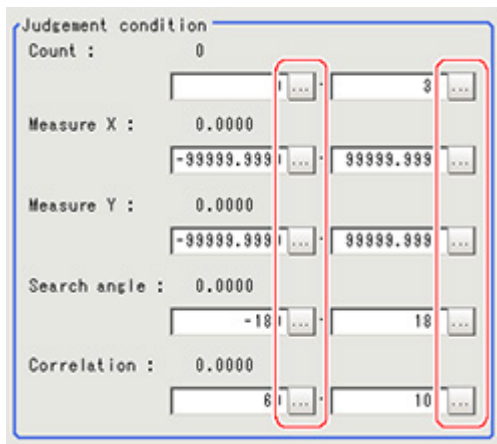 Judgement condition
Count : 0
... - 3 ...
Measure X : 0.0000
-99999.999 ... - 99999.999 ...
Measure Y : 0.0000
-99999.999 ... - 99999.999 ...
Search angle : 0.0000
-18 ... - 18 ...
Correlation : 0.0000
6 ... - 10 ...